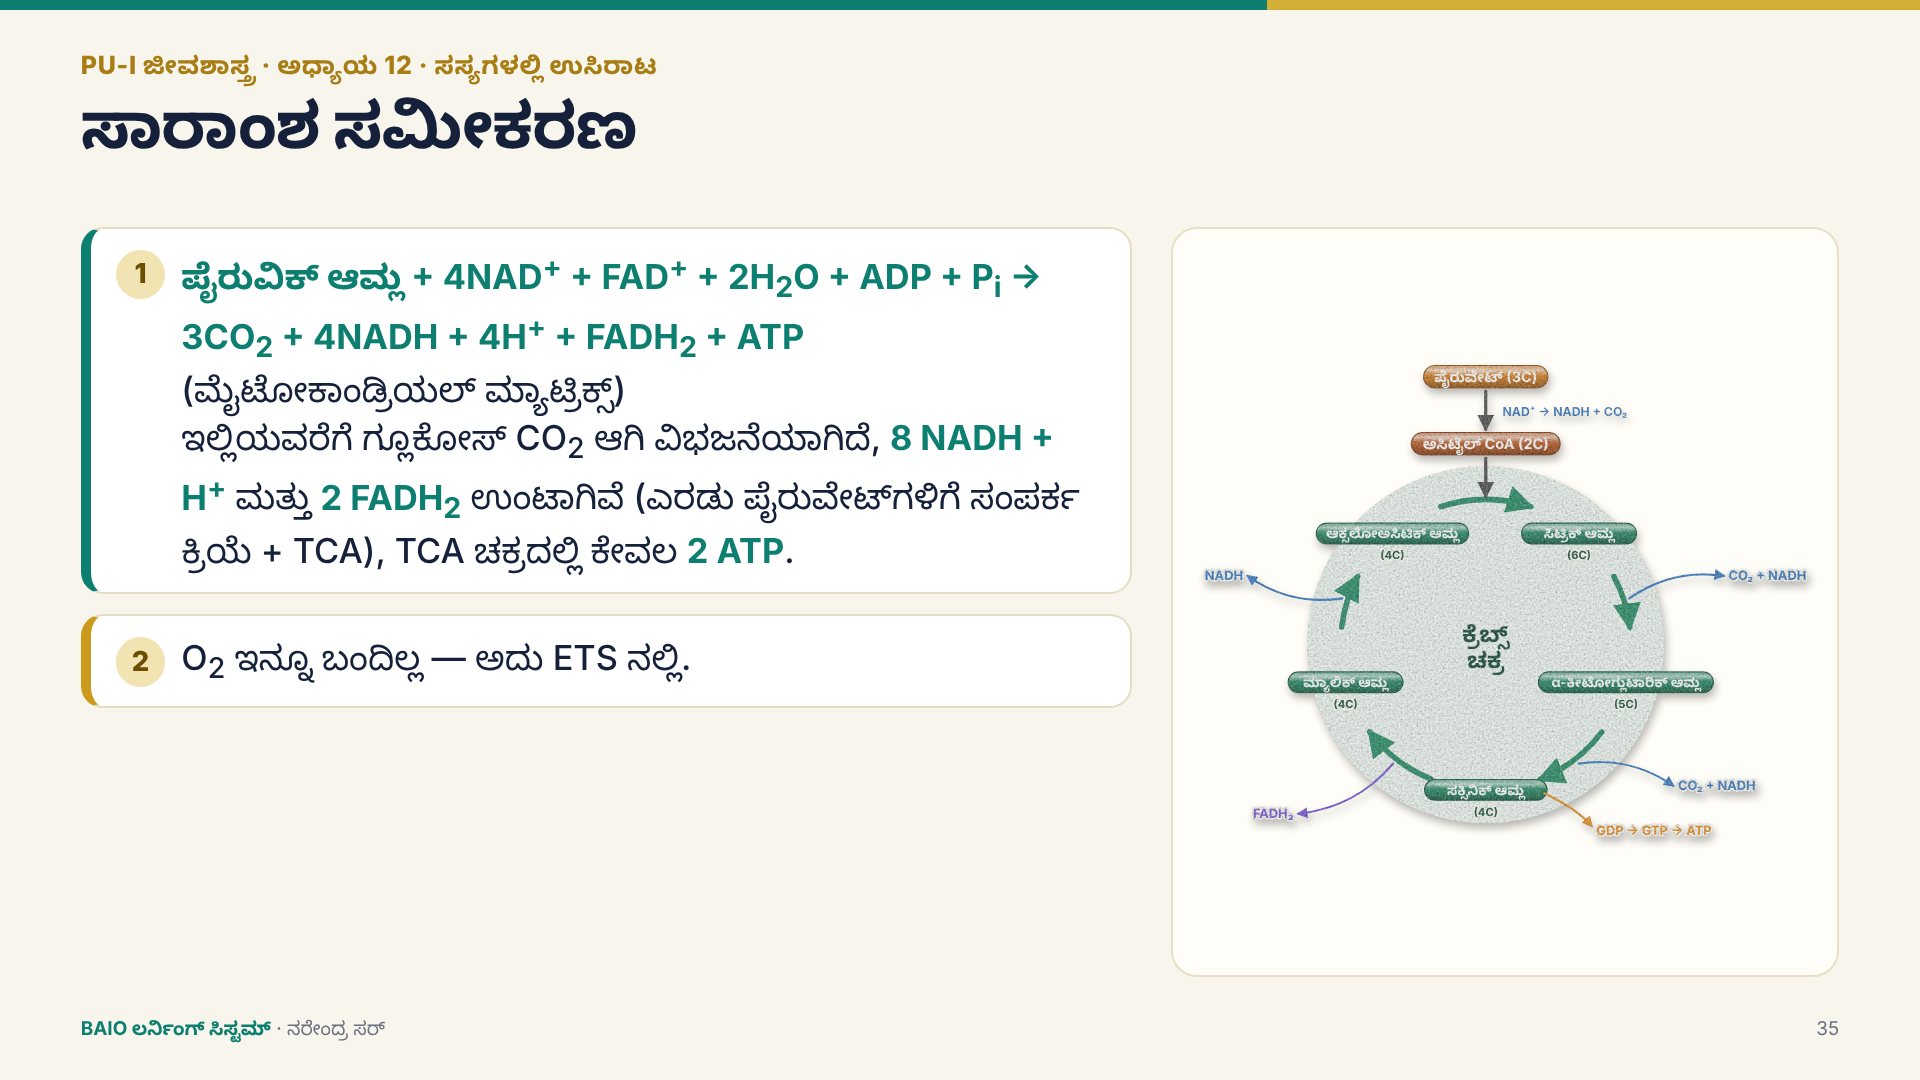 PU-I ಜೀವಶಾಸ್ತ್ರ · ಅಧ್ಯಾಯ 12 · ಸಸ್ಯಗಳಲ್ಲಿ ಉಸಿರಾಟ
ಸಾರಾಂಶ ಸಮೀಕರಣ
1 ಪೈರುವಿಕ್ ಆಮ್ಲ + 4NAD⁺ + FAD⁺ + 2H₂O + ADP + Pᵢ →
3CO₂ + 4NADH + 4H⁺ + FADH₂ + ATP
(ಮೈಟೋಕಾಂಡ್ರಿಯಲ್ ಮ್ಯಾಟ್ರಿಕ್ಸ್)
ಇಲ್ಲಿಯವರೆಗೆ ಗ್ಲೂಕೋಸ್ CO₂ ಆಗಿ ವಿಭಜನೆಯಾಗಿದೆ, 8 NADH +
H⁺ ಮತ್ತು 2 FADH₂ ಉಂಟಾಗಿವೆ (ಎರಡು ಪೈರುವೇಟ್‌ಗಳಿಗೆ ಸಂಪರ್ಕ
ಕ್ರಿಯೆ + TCA), TCA ಚಕ್ರದಲ್ಲಿ ಕೇವಲ 2 ATP.
2 O₂ ಇನ್ನೂ ಬಂದಿಲ್ಲ — ಅದು ETS ನಲ್ಲಿ.
ಪೈರುವೇಟ್ (3C)
NAD⁺ → NADH + CO₂
ಅಸಿಟೈಲ್ CoA (2C)
ಆಕ್ಸಲೋಅಸಿಟಿಕ್ ಆಮ್ಲ
(4C)
ಸಿಟ್ರಿಕ್ ಆಮ್ಲ
(6C)
NADH
CO₂ + NADH
ಕ್ರೆಬ್ಸ್
ಚಕ್ರ
ಮ್ಯಾಲಿಕ್ ಆಮ್ಲ
(4C)
α-ಕೀಟೋಗ್ಲುಟಾರಿಕ್ ಆಮ್ಲ
(5C)
ಸಕ್ಸಿನಿಕ್ ಆಮ್ಲ
(4C)
CO₂ + NADH
FADH₂
GDP → GTP → ATP
BAIO ಲರ್ನಿಂಗ್ ಸಿಸ್ಟಮ್ · ನರೇಂದ್ರ ಸರ್
35